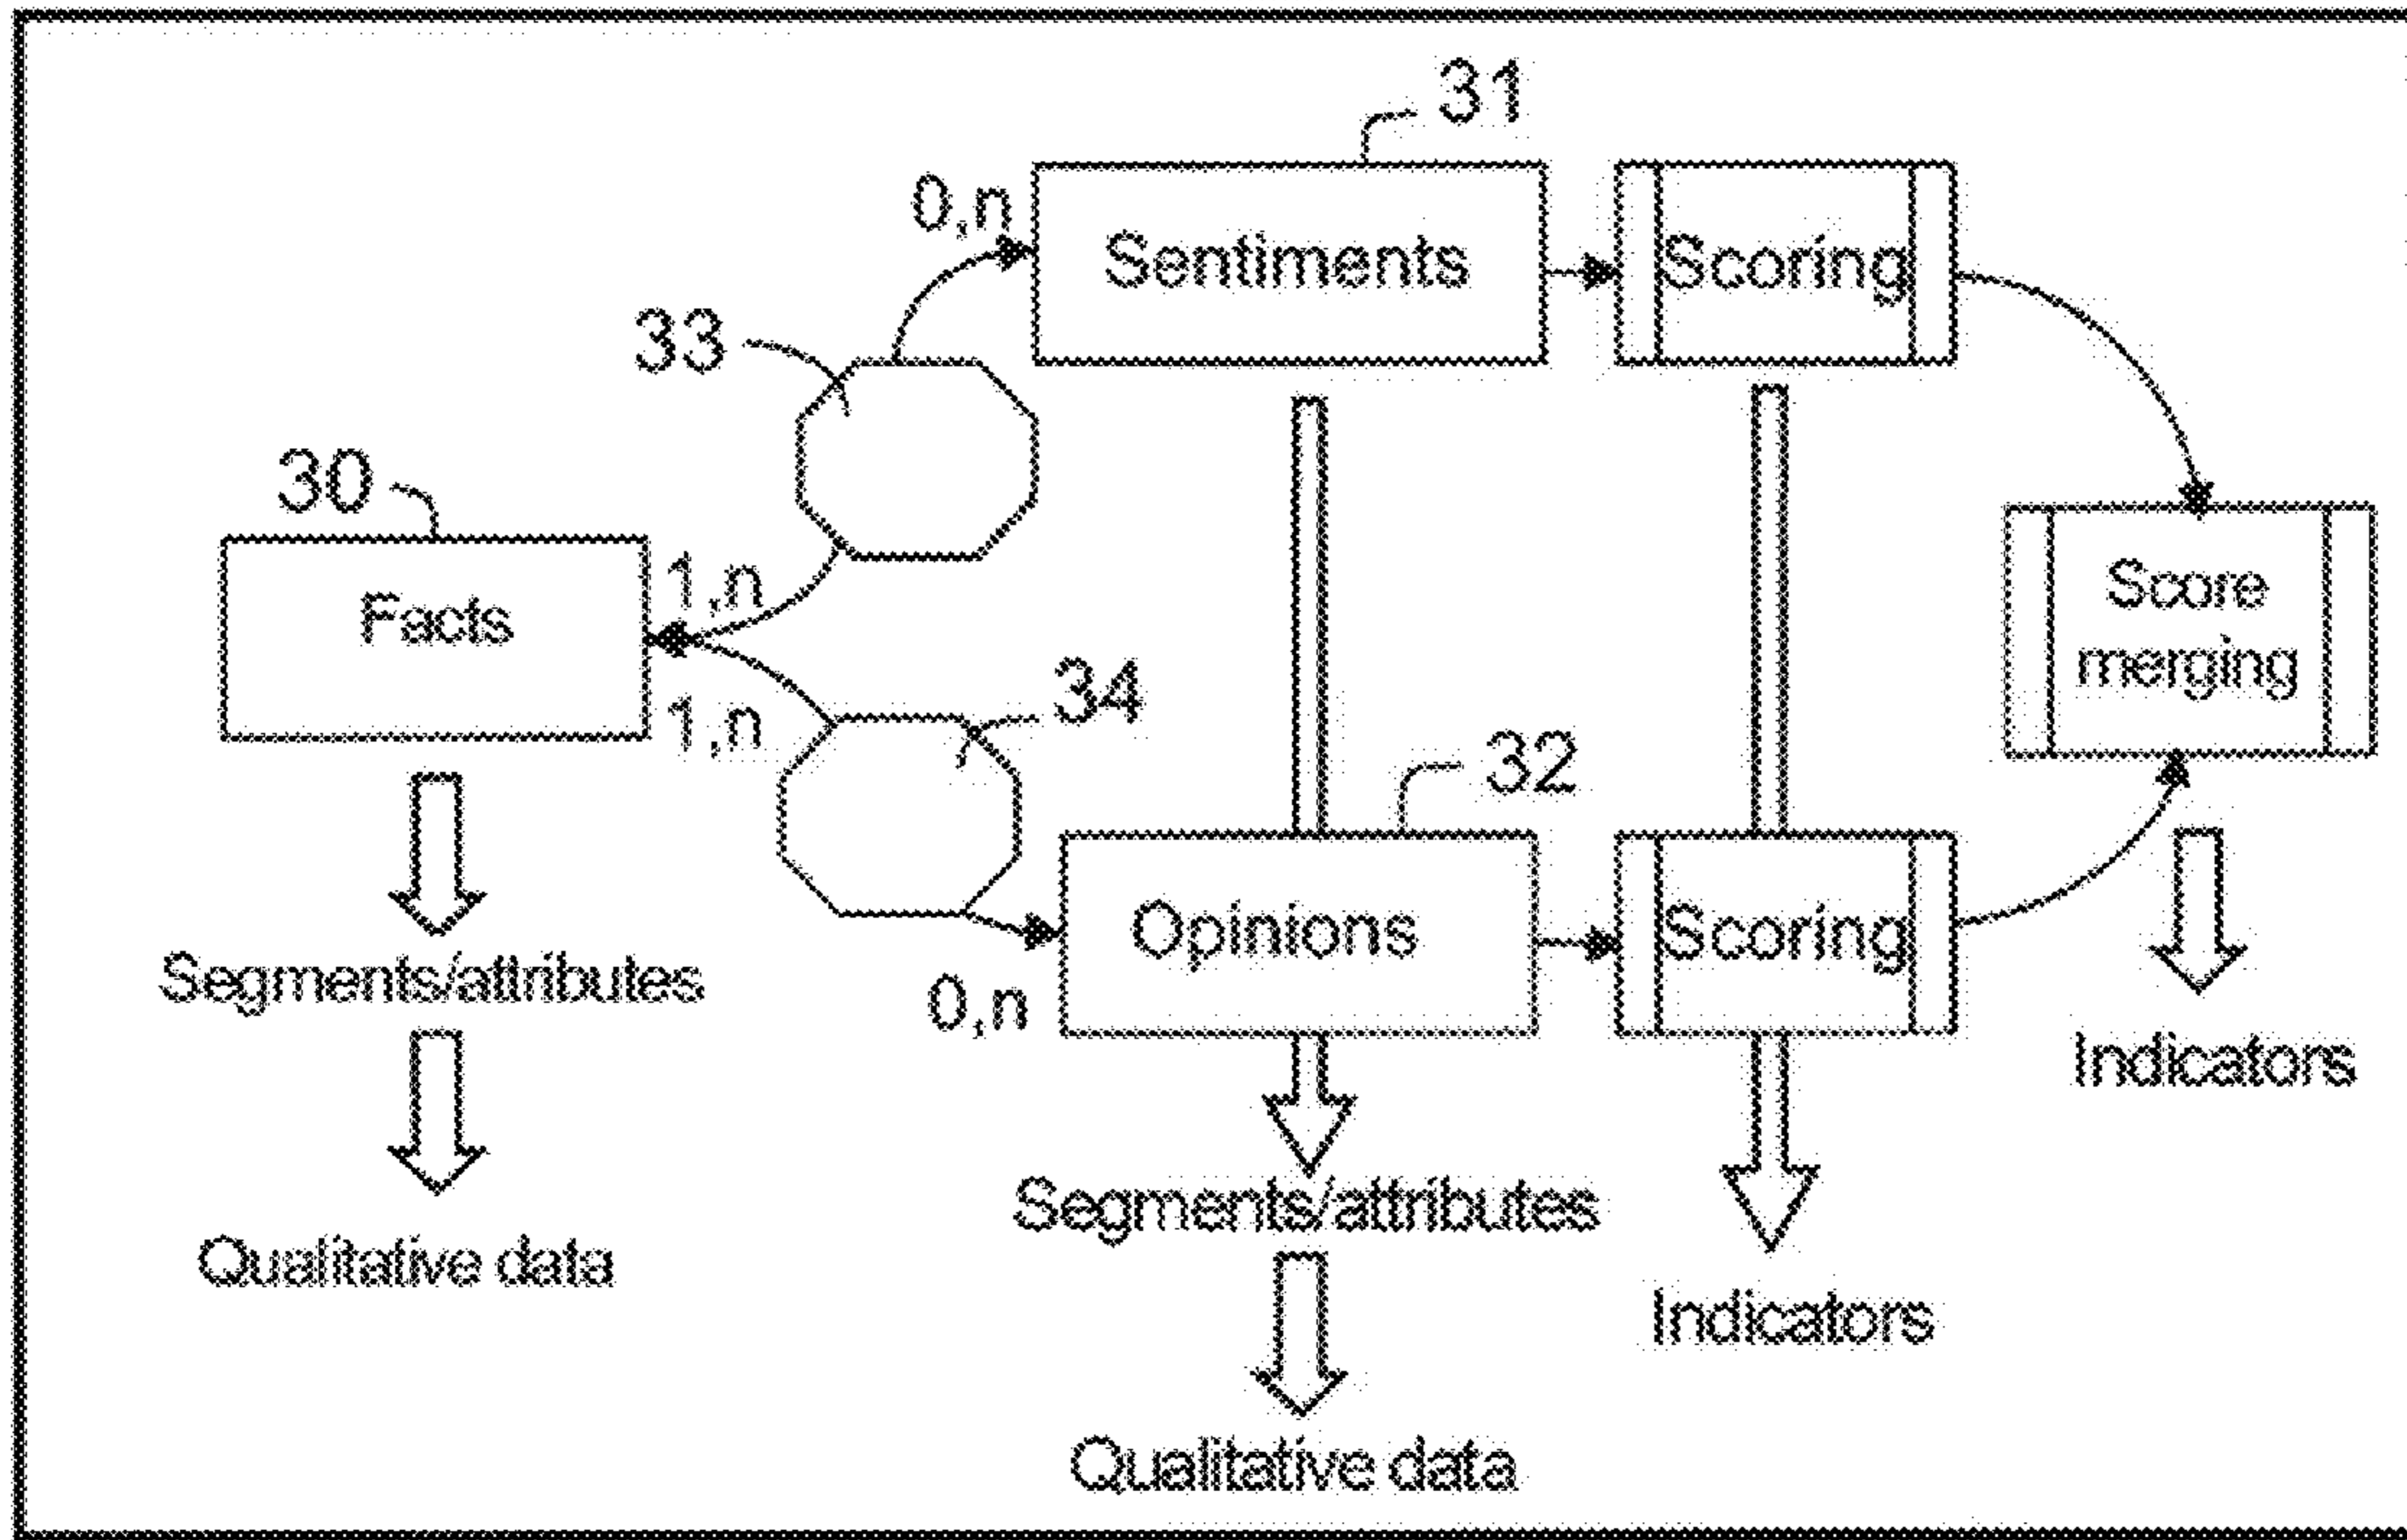 31
0,n
Sentiments
Scoring
33
30
1,n
Facts
Score
merging
1,n
34
32
Opinions
Scoring
0,n
Segments/attributes
Indicators
Segments/attributes
Qualitative data
Indicators
Qualitative data